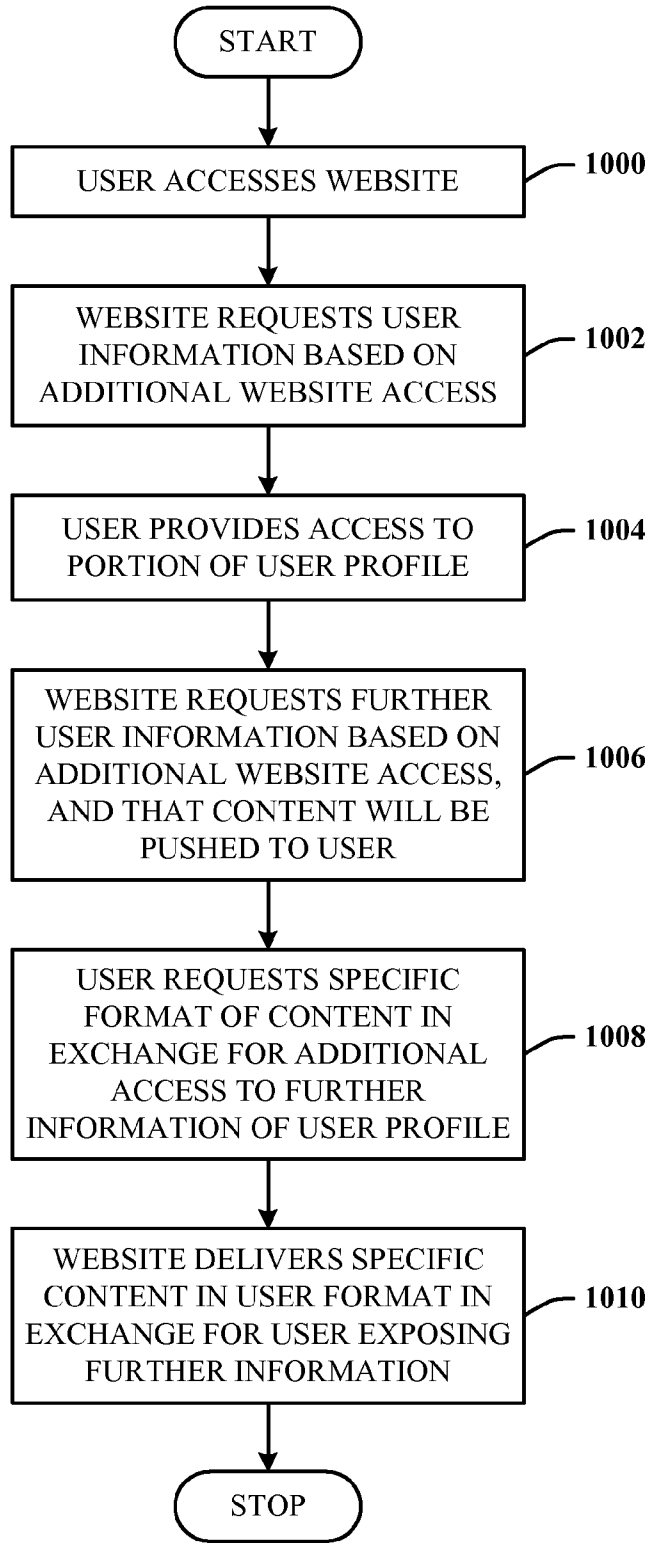 START
USER ACCESSES WEBSITE
1000
WEBSITE REQUESTS USER
INFORMATION BASED ON
ADDITIONAL WEBSITE ACCESS
1002
USER PROVIDES ACCESS TO
PORTION OF USER PROFILE
1004
WEBSITE REQUESTS FURTHER
USER INFORMATION BASED ON
ADDITIONAL WEBSITE ACCESS,
AND THAT CONTENT WILL BE
PUSHED TO USER
1006
USER REQUESTS SPECIFIC
FORMAT OF CONTENT IN
EXCHANGE FOR ADDITIONAL
ACCESS TO FURTHER
INFORMATION OF USER PROFILE
1008
WEBSITE DELIVERS SPECIFIC
CONTENT IN USER FORMAT IN
EXCHANGE FOR USER EXPOSING
FURTHER INFORMATION
1010
STOP